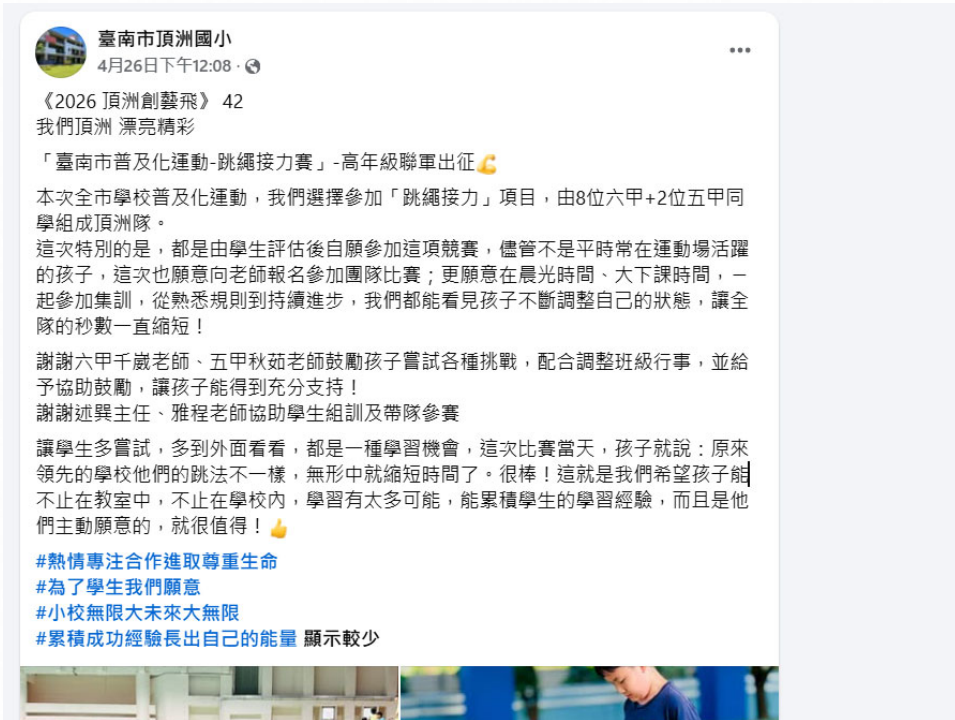 臺南市頂洲國小
4月26日下午12:08 ·
《2026 頂洲創藝飛》 42
我們頂洲 漂亮精彩
「臺南市普及化運動-跳繩接力賽」-高年級聯軍出征💪
本次全市學校普及化運動，我們選擇參加「跳繩接力」項目，由8位六甲+2位五甲同
學組成頂洲隊。
這次特別的是，都是由學生評估後自願參加這項競賽，儘管不是平時常在運動場活躍
的孩子，這次也願意向老師報名參加團隊比賽；更願意在晨光時間、大下課時間，一
起參加集訓，從熟悉規則到持續進步，我們都能看見孩子不斷調整自己的狀態，讓全
隊的秒數一直縮短！
謝謝六甲千崴老師、五甲秋茹老師鼓勵孩子嘗試各種挑戰，配合調整班級行事，並給
予協助鼓勵，讓孩子能得到充分支持！
謝謝述巽主任、雅程老師協助學生組訓及帶隊參賽
讓學生多嘗試，多到外面看看，都是一種學習機會，這次比賽當天，孩子就說：原來
領先的學校他們的跳法不一樣，無形中就縮短時間了。很棒！這就是我們希望孩子能
不止在教室中，不止在學校內，學習有太多可能，能累積學生的學習經驗，而且是他
們主動願意的，就很值得！👍
#熱情專注合作進取尊重生命
#為了學生我們願意
#小校無限大未來大無限
#累積成功經驗長出自己的能量 顯示較少